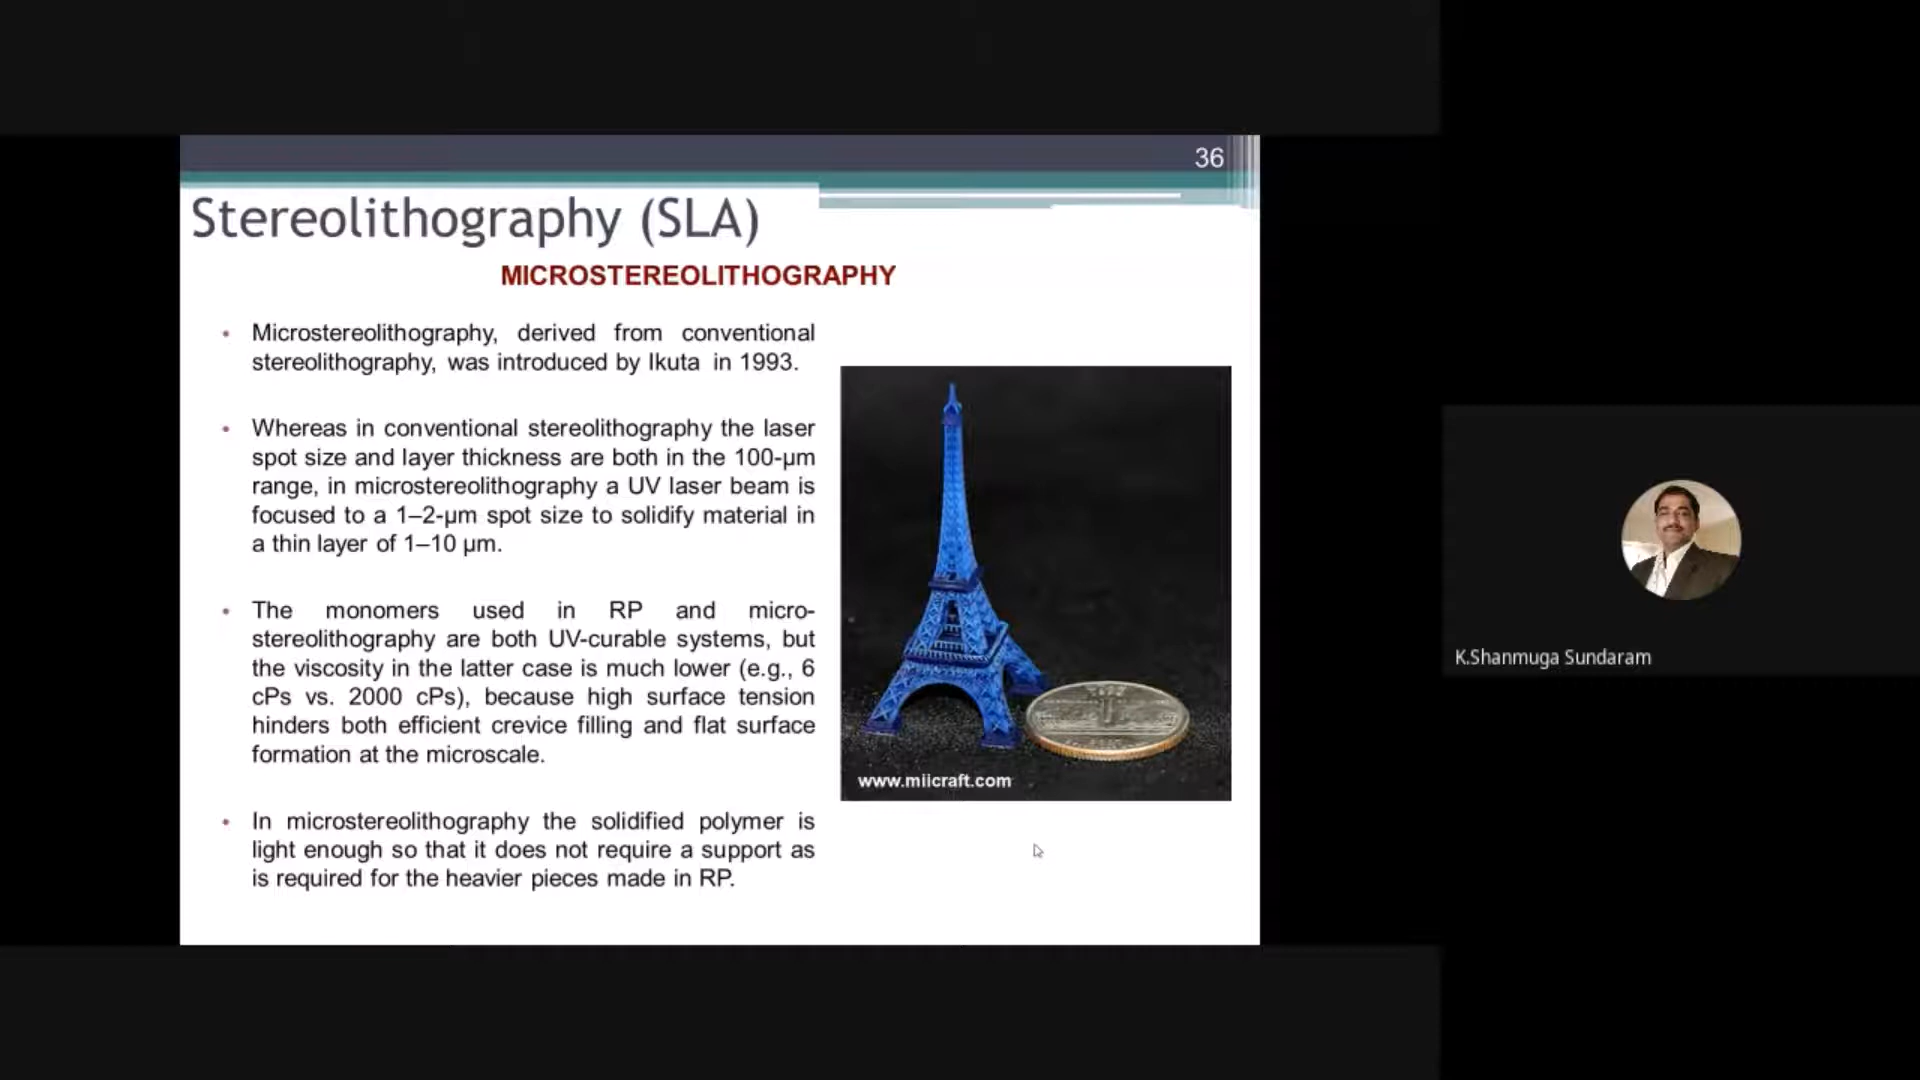 36
Stereolithography (SLA)
MICROSTEREOLITHOGRAPHY
• Microstereolithography, derived from conventional
stereolithography, was introduced by Ikuta in 1993.
• Whereas in conventional stereolithography the laser
spot size and layer thickness are both in the 100-µm
range, in microstereolithography a UV laser beam is
focused to a 1–2-µm spot size to solidify material in
a thin layer of 1–10 µm.
• The monomers used in RP and micro-
stereolithography are both UV-curable systems, but
the viscosity in the latter case is much lower (e.g., 6
cPs vs. 2000 cPs), because high surface tension
hinders both efficient crevice filling and flat surface
formation at the microscale.
• In microstereolithography the solidified polymer is
light enough so that it does not require a support as
is required for the heavier pieces made in RP.
www.miicraft.com
K.Shanmuga Sundaram